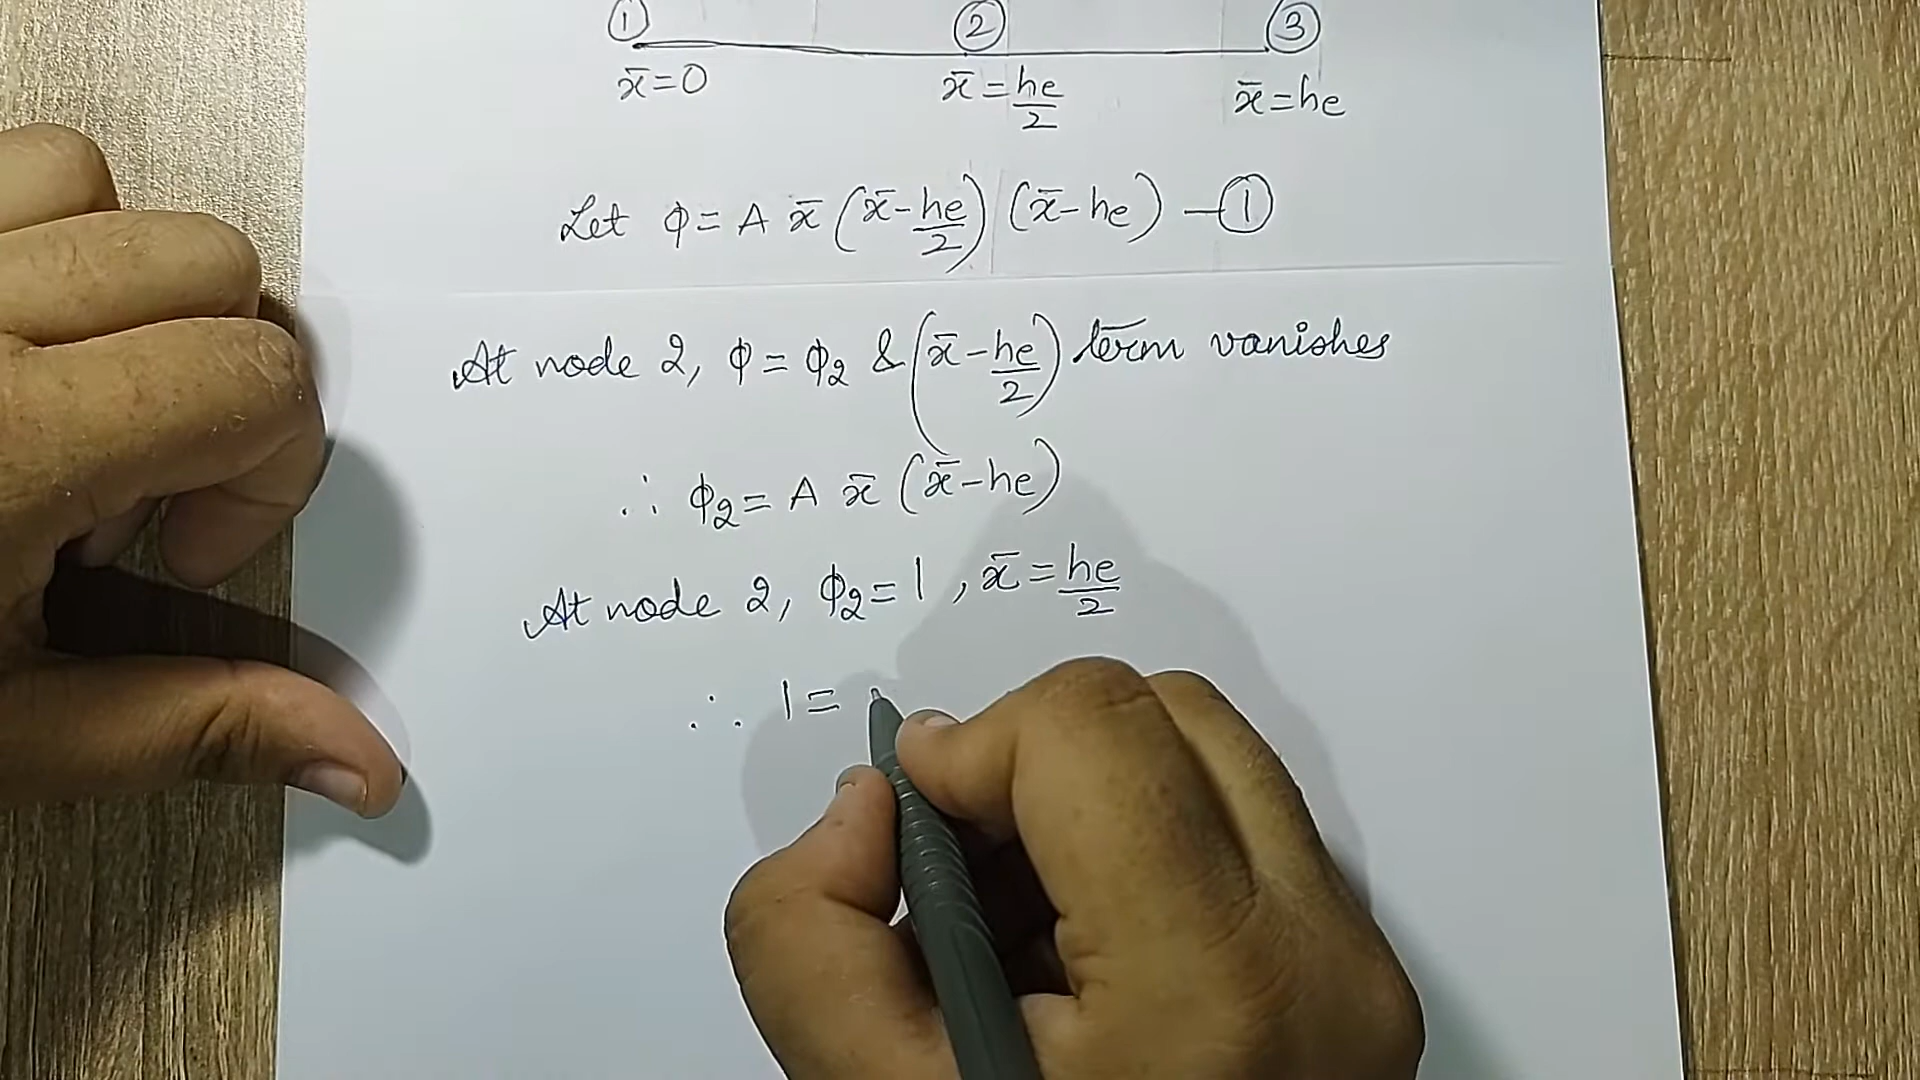 ① ② ③
x̄=0 x̄=he/2 x̄=he
Let ϕ= A x̄ (x̄-he/2) (x̄-he) —①
At node 2, ϕ=ϕ₂ & (x̄-he/2) term vanishes
∴ ϕ₂= A x̄ (x̄-he)
At node 2, ϕ₂=1, x̄=he/2
∴ 1=